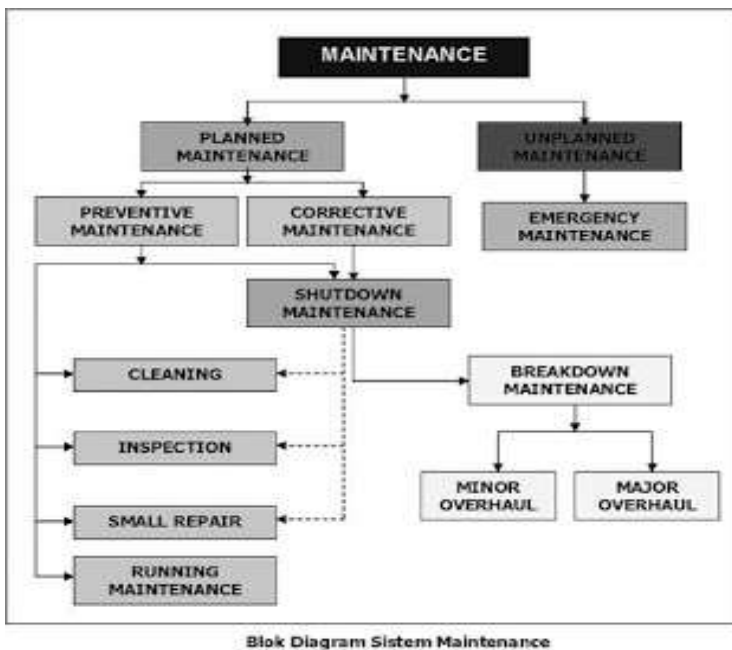 MAINTENANCE
PLANNED
MAINTENANCE
UNPLANNED
MAINTENANCE
PREVENTIVE
MAINTENANCE
CORRECTIVE
MAINTENANCE
EMERGENCY
MAINTENANCE
SHUTDOWN
MAINTENANCE
CLEANING
BREAKDOWN
MAINTENANCE
INSPECTION
MINOR
OVERHAUL
MAJOR
OVERHAUL
SMALL REPAIR
RUNNING
MAINTENANCE
Blok Diagram Sistem Maintenance